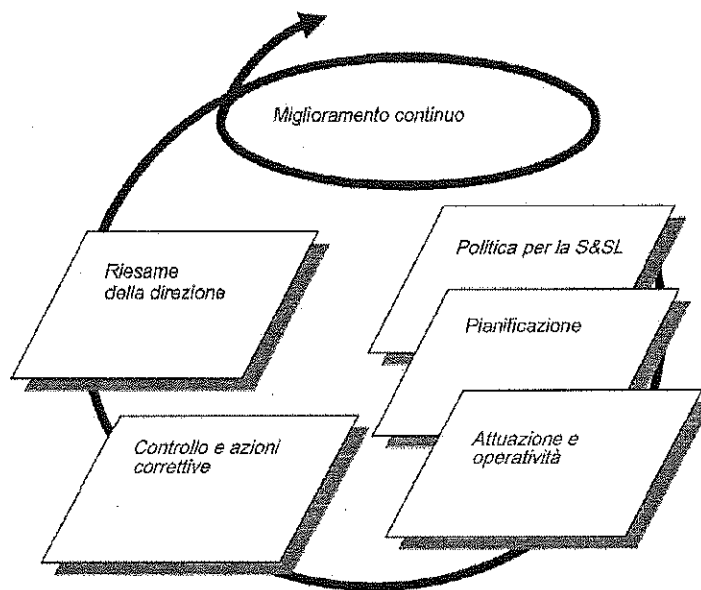 Miglioramento continuo
Politica per la S&SL
Pianificazione
Attuazione e
operatività
Controllo e azioni
correttive
Riesame
della direzione